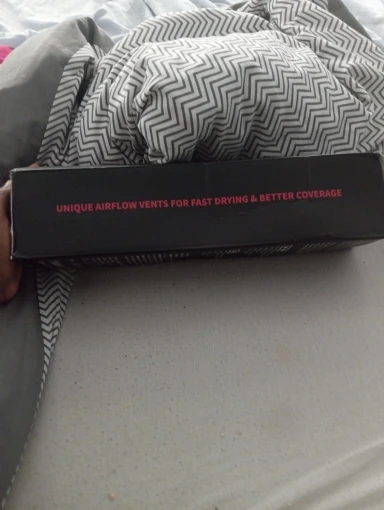 UNIQUE AIRFLOW VENTS FOR FAST DRYING & BETTER COVERAGE